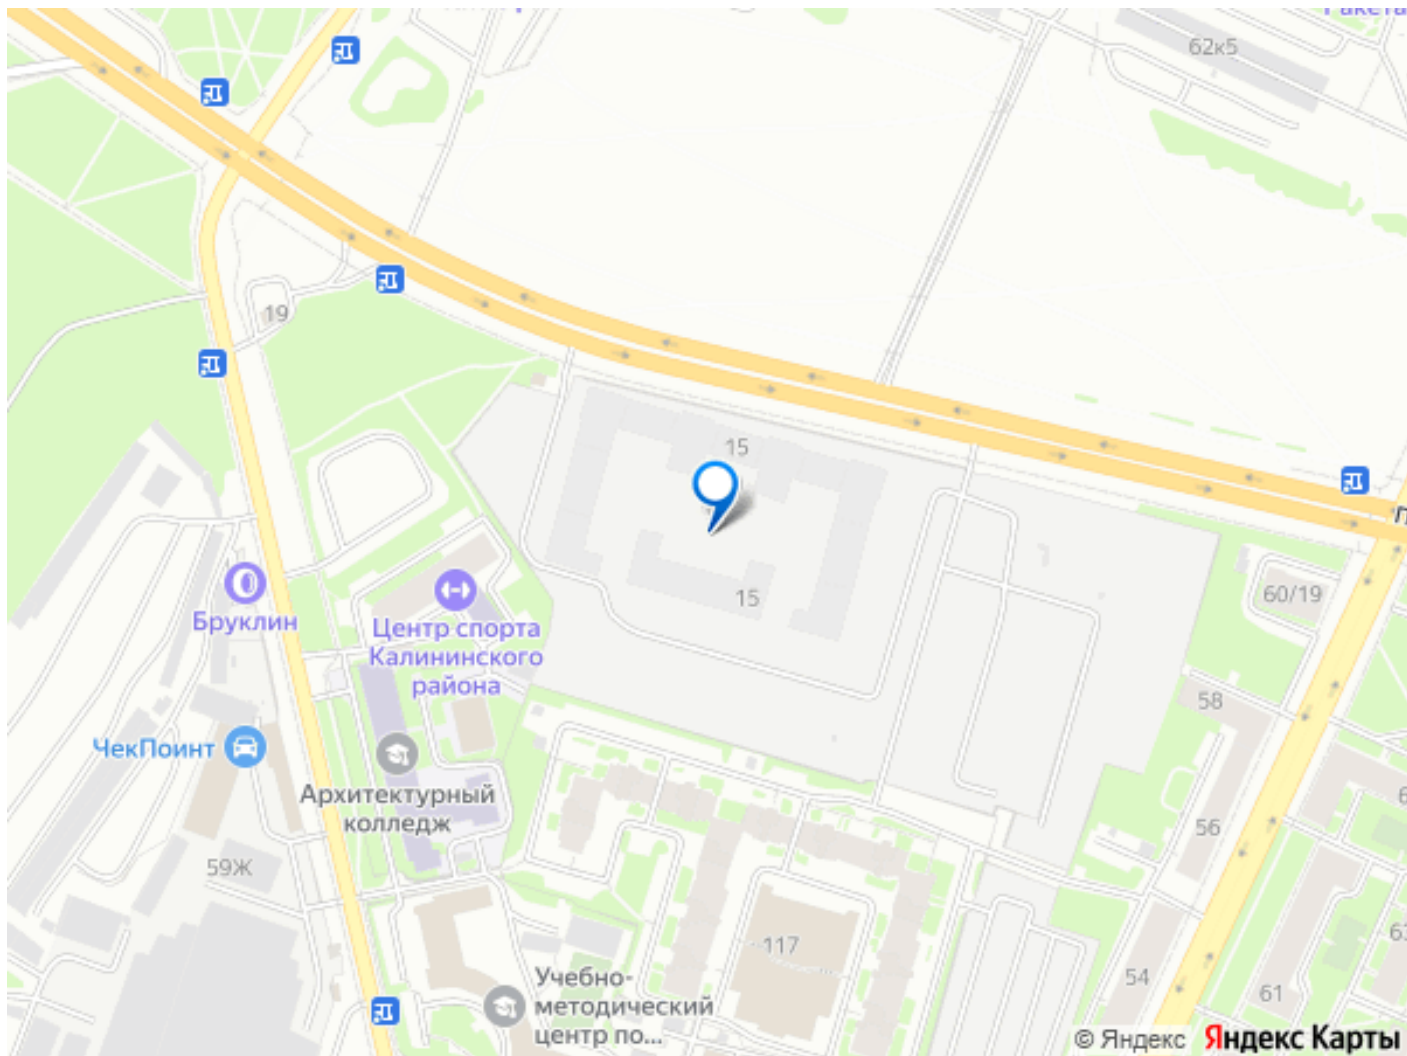 62к5
19
15
15
60/19
Бруклин
Центр спорта
Калининского
района
58
ЧекПоинт
Архитектурный
колледж
56
59Ж
117
Учебно-
методический
центр по...
54
61
© Яндекс Яндекс Карты